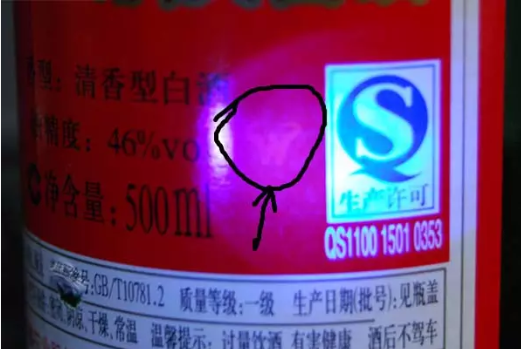 香型：清香型白酒
酒精度：46%vol
净含量：500ml
生产许可
QS1100 1501 0353
号:GB/T10781.2 质量等级:一级 生产日期(批号):见瓶盖
干燥,常温 温馨提示：过量饮酒 有害健康 酒后不驾车